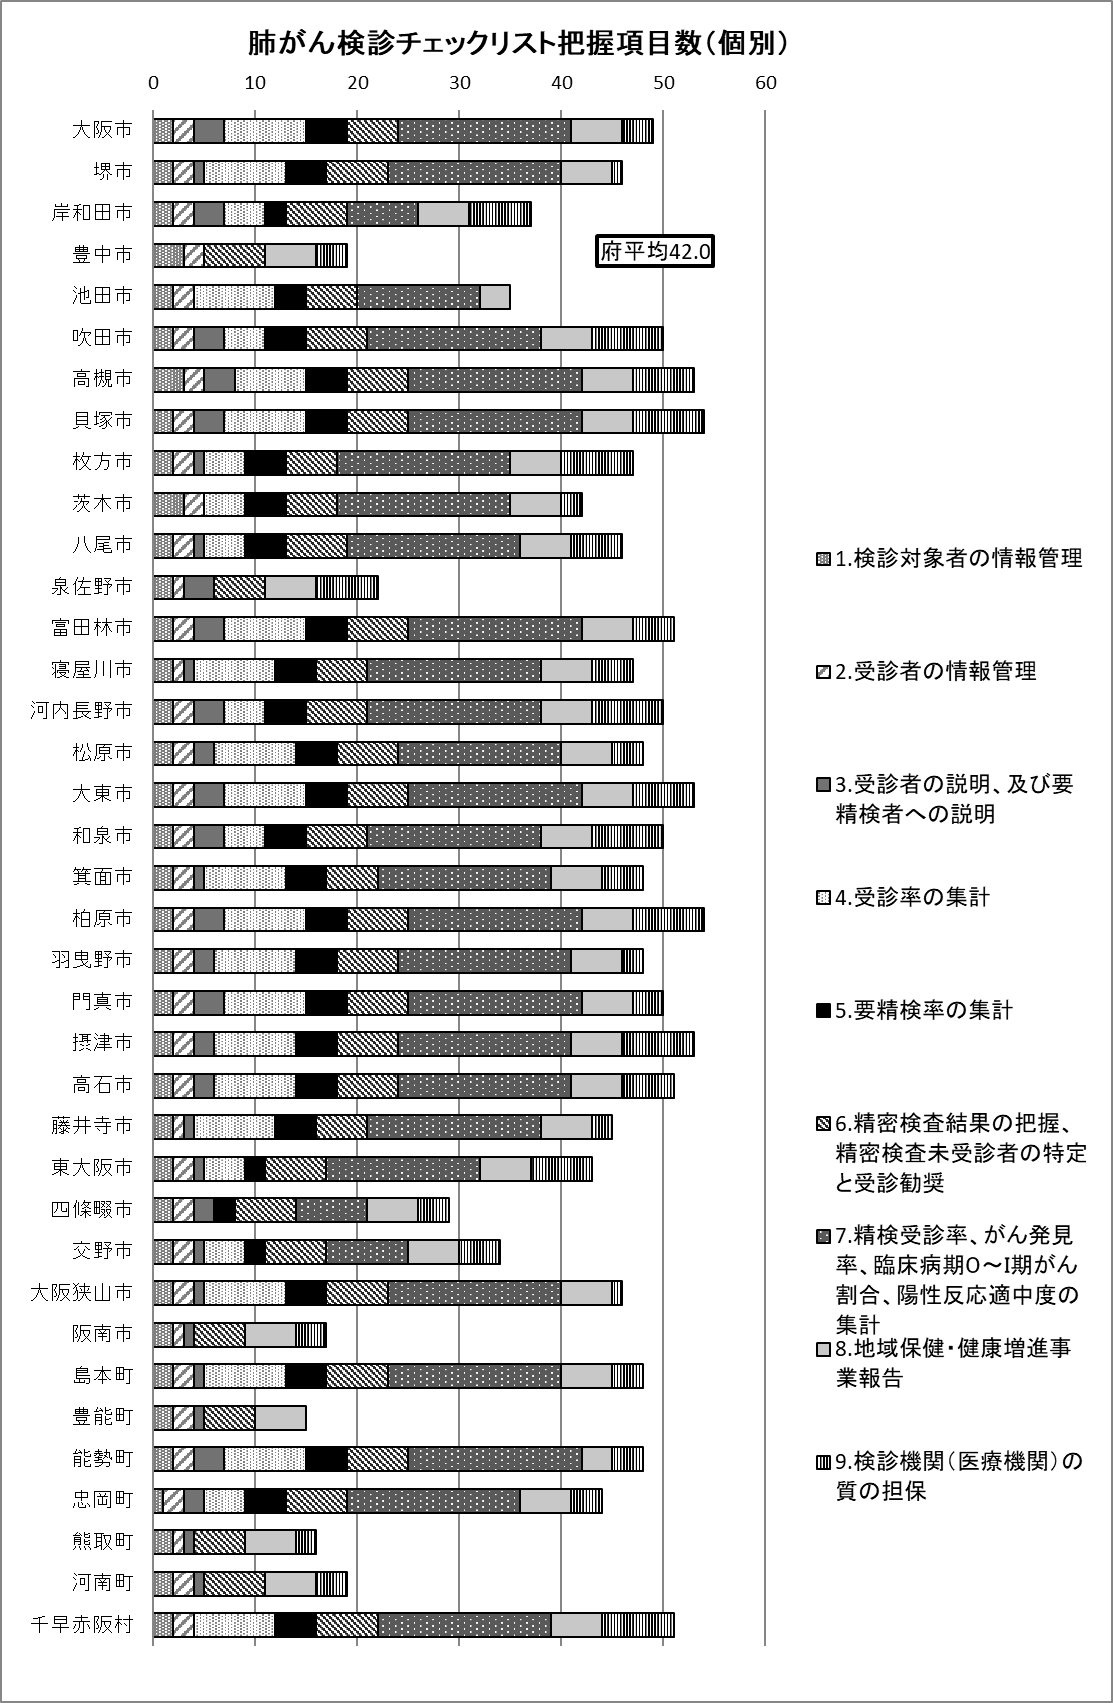 肺がん検診チェックリスト把握項目数（個別）
0 10 20 30 40 50 60
大阪市
堺市
岸和田市
豊中市
府平均42.0
池田市
吹田市
高槻市
貝塚市
枚方市
茨木市
八尾市
泉佐野市
富田林市
寝屋川市
河内長野市
松原市
大東市
和泉市
箕面市
柏原市
羽曳野市
門真市
摂津市
高石市
藤井寺市
東大阪市
四條畷市
交野市
大阪狭山市
阪南市
島本町
豊能町
能勢町
忠岡町
熊取町
河南町
千早赤阪村
1.検診対象者の情報管理
2.受診者の情報管理
3.受診者の説明、及び要
精検者への説明
4.受診率の集計
5.要精検率の集計
6.精密検査結果の把握、
精密検査未受診者の特定
と受診勧奨
7.精検受診率、がん発見
率、臨床病期0～Ⅰ期がん
割合、陽性反応適中度の
集計
8.地域保健・健康増進事
業報告
9.検診機関（医療機関）の
質の担保